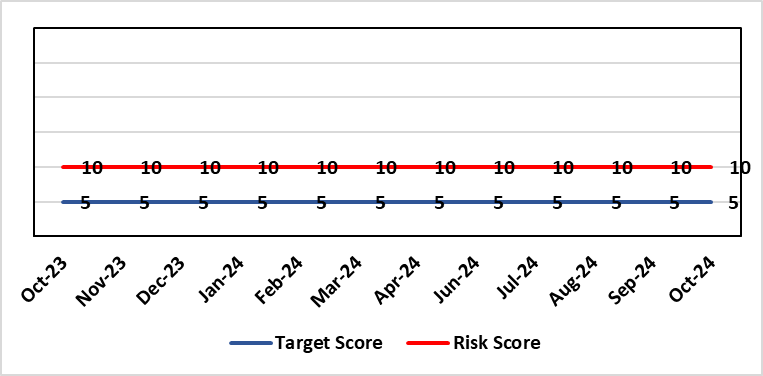 10 10 10 10 10 10 10 10 10 10 10 10
5 5 5 5 5 5 5 5 5 5 5 5
Oct-23 Nov-23 Dec-23 Jan-24 Feb-24 Mar-24 Apr-24 Jun-24 Jul-24 Aug-24 Sep-24 Oct-24
Target Score Risk Score